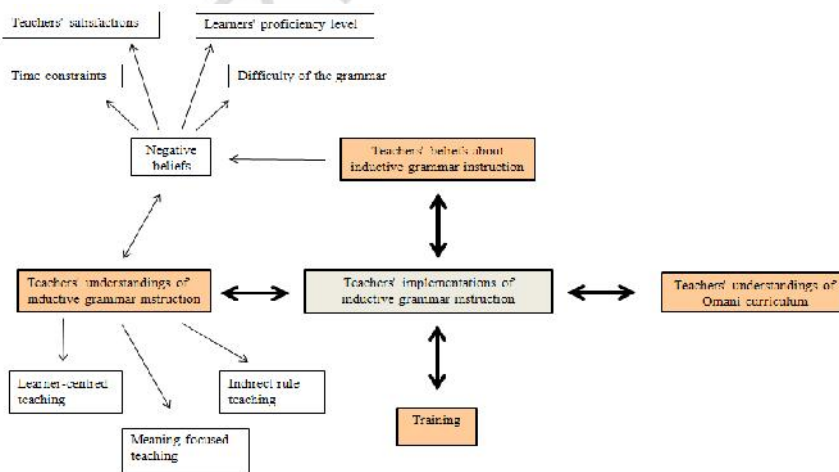 Teachers' satisfactions
Learners' proficiency level
Time constraints
Difficulty of the grammar
Negative
beliefs
Teachers' beliefs about
inductive grammar instruction
Teachers' understandings of
inductive grammar instruction
Teachers' implementations of
inductive grammar instruction
Teachers' understandings of
Omani curriculum
Learner-centred
teaching
Indirect rule
teaching
Meaning focused
teaching
Training